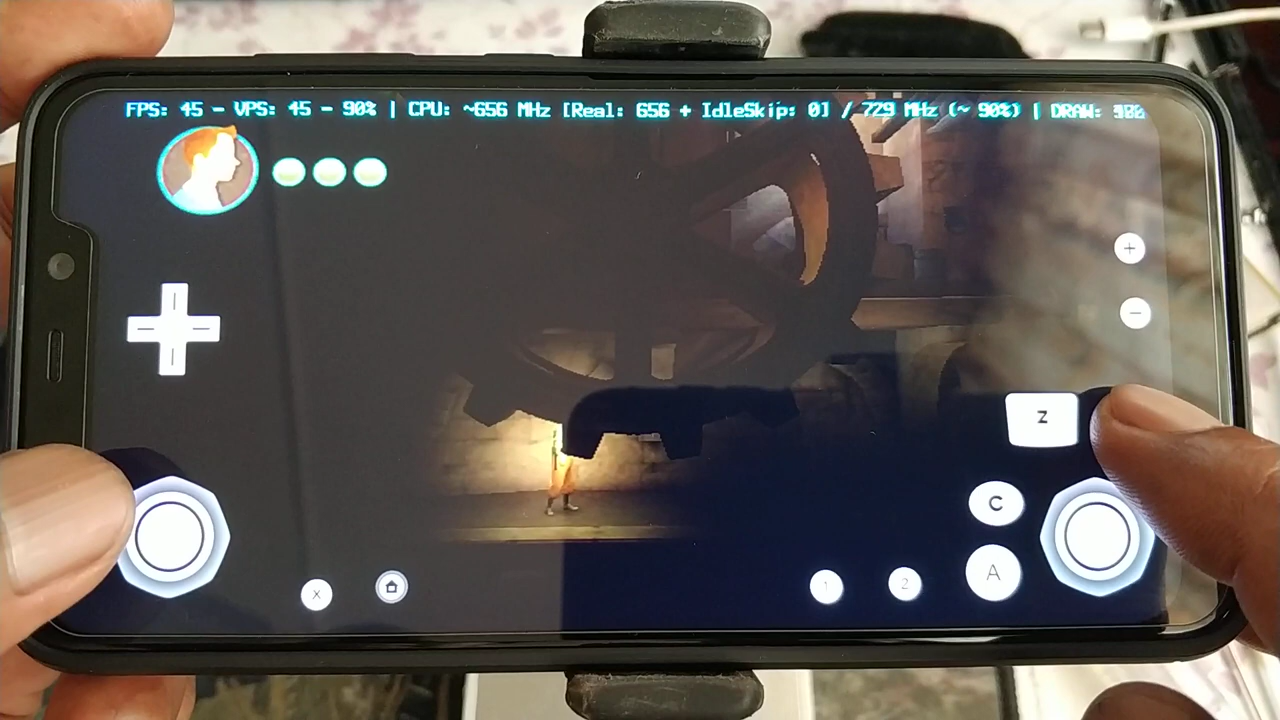 FPS: 45 - VPS: 45 - 90% | CPU: ~656 MHz [Real: 656 + IdleSkip: 0] / 729 MHz (~ 90%) | DRAW:
+
-
Z
C
A
X
1
2